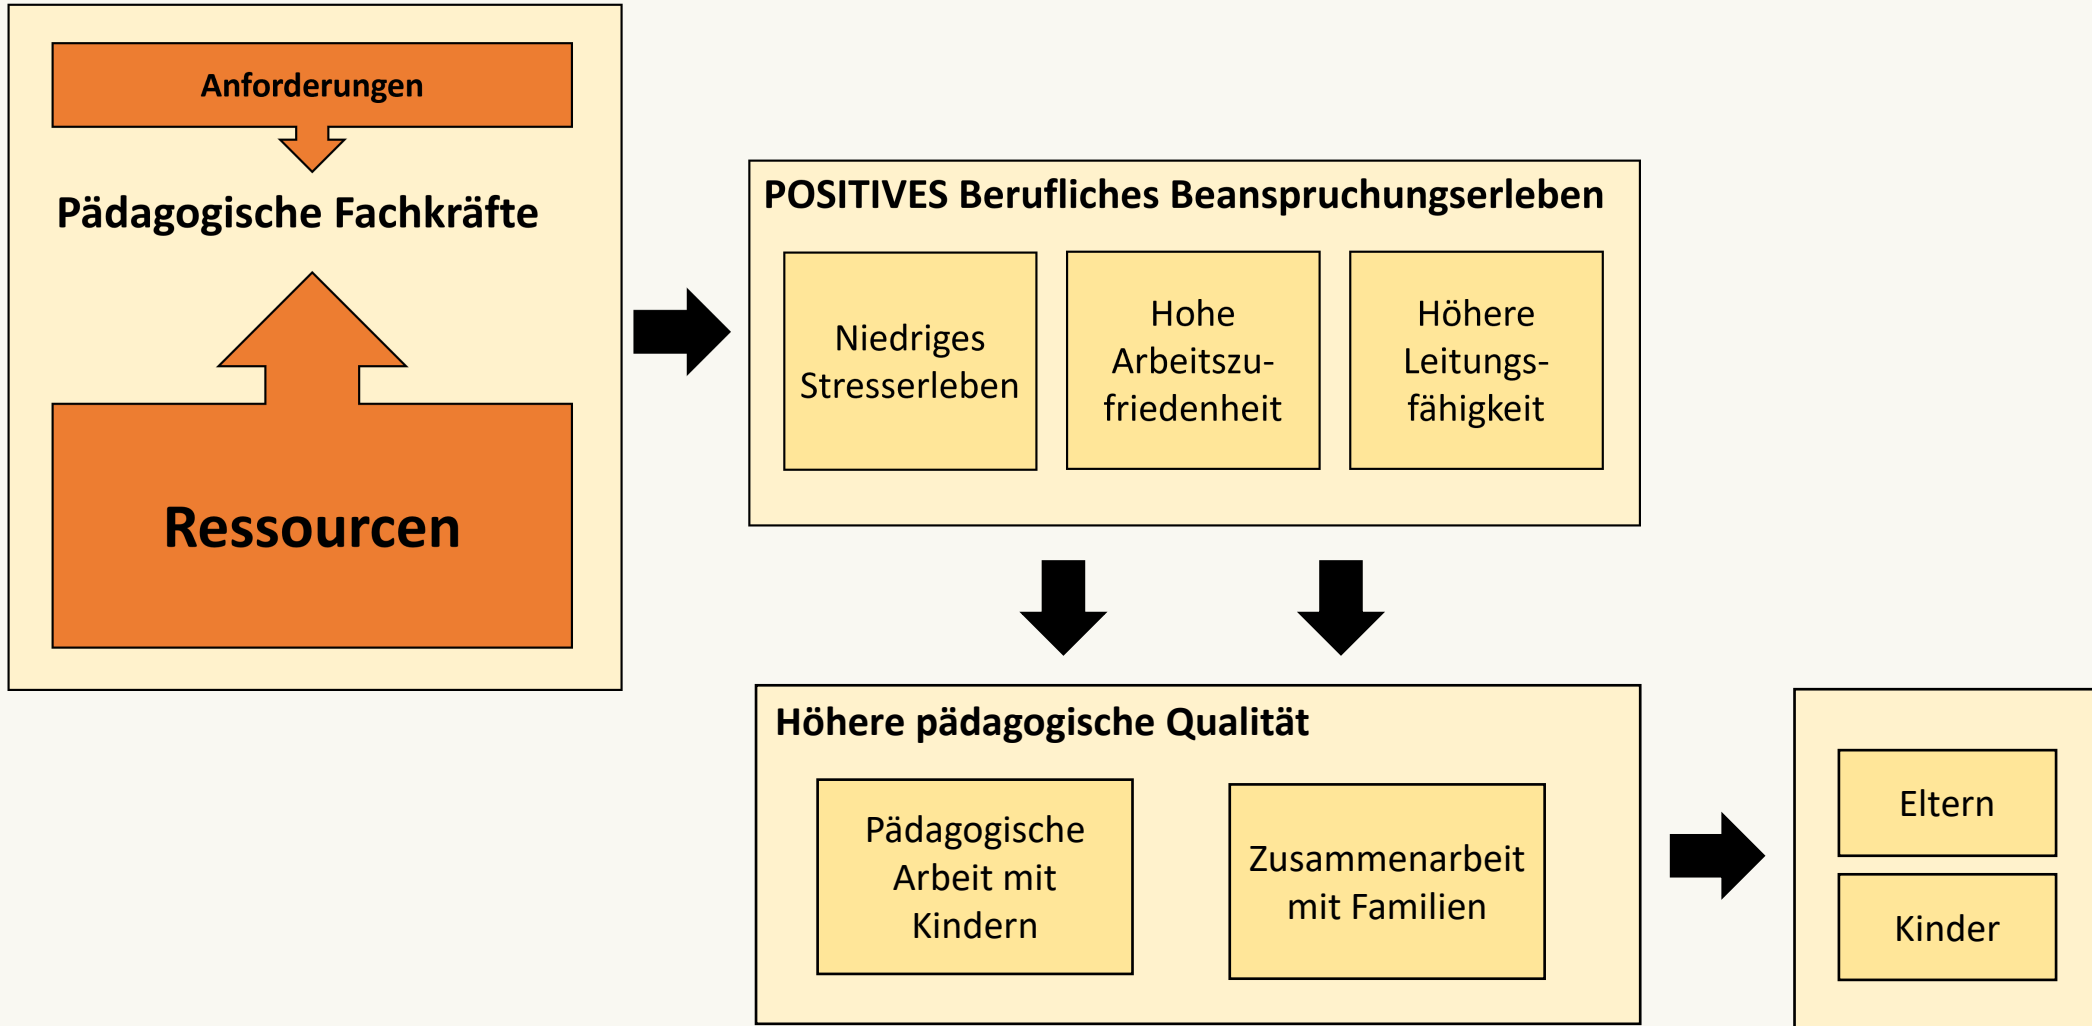 Anforderungen
Pädagogische Fachkräfte
Ressourcen
POSITIVES Berufliches Beanspruchungserleben
Niedriges
Stresserleben
Hohe
Arbeitszu-
friedenheit
Höhere
Leitungs-
fähigkeit
Höhere pädagogische Qualität
Pädagogische
Arbeit mit
Kindern
Zusammenarbeit
mit Familien
Eltern
Kinder